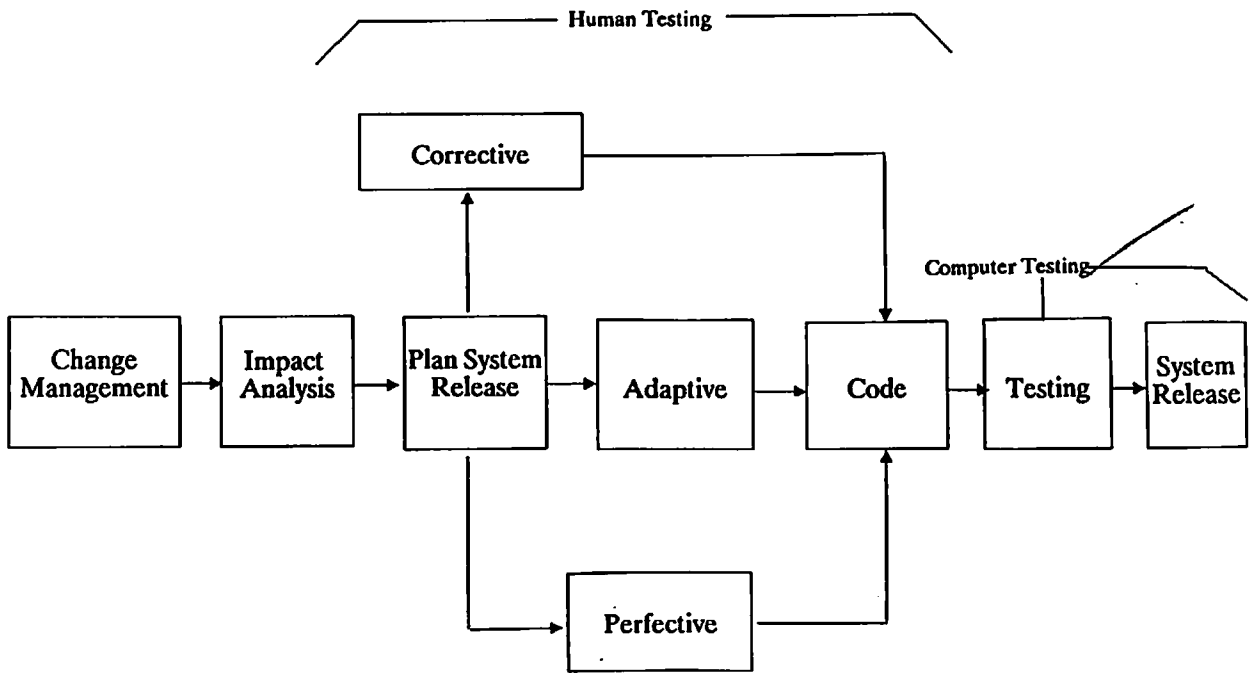 Human Testing
Corrective
Computer Testing
Change
Management
Impact
Analysis
Plan System
Release
Adaptive
Code
Testing
System
Release
Perfective